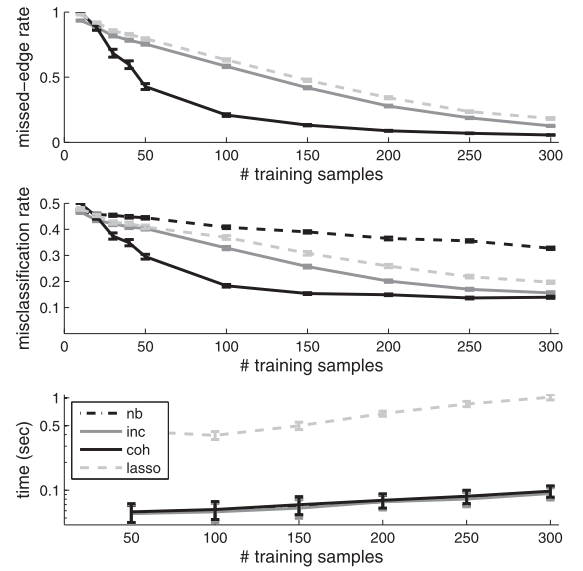 missed-edge rate
1
0.5
0
0 50 100 150 200 250 300
# training samples
misclassification rate
0.5
0.4
0.3
0.2
0.1
0 50 100 150 200 250 300
# training samples
time (sec)
1
0.5
0.1
nb
inc
coh
lasso
50 100 150 200 250 300
# training samples